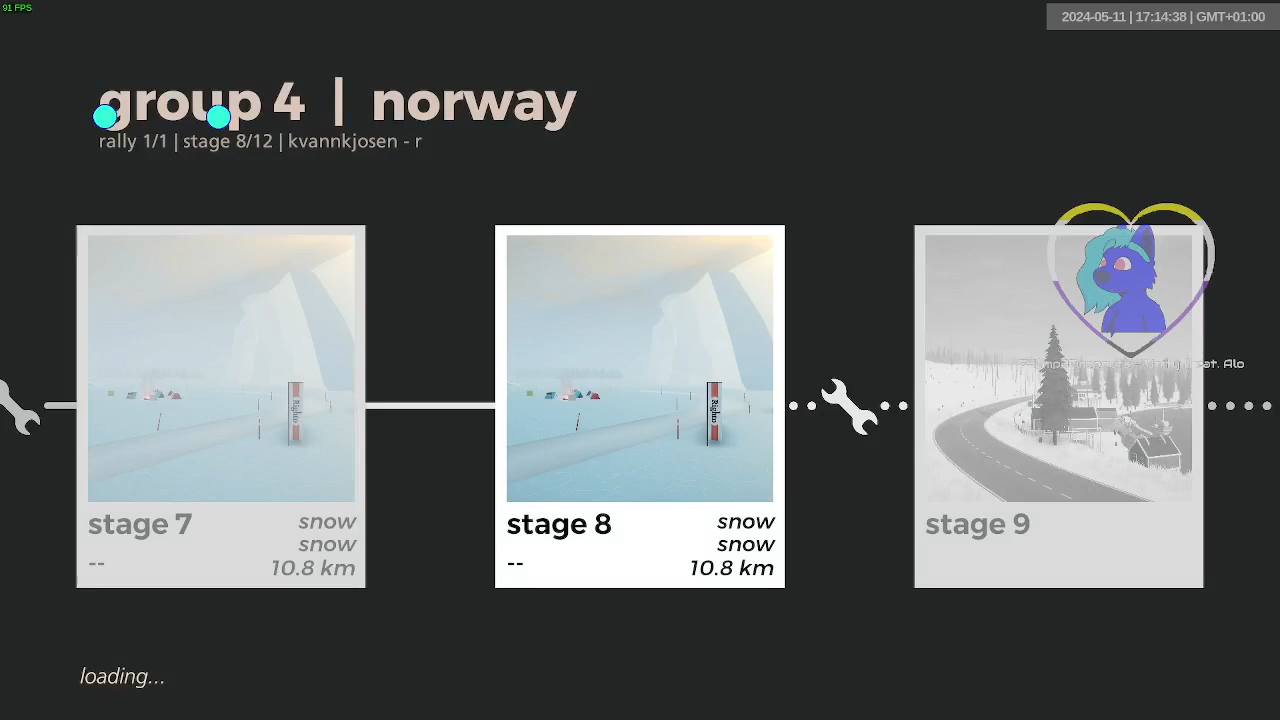 91 FPS
2024-05-11 | 17:14:38 | GMT+01:00
group 4 | norway
rally 1/1 | stage 8/12 | kvannkjosen - r
stage 7
snow
snow
-- 10.8 km
stage 8
snow
snow
-- 10.8 km
stage 9
feat. Alo
loading...